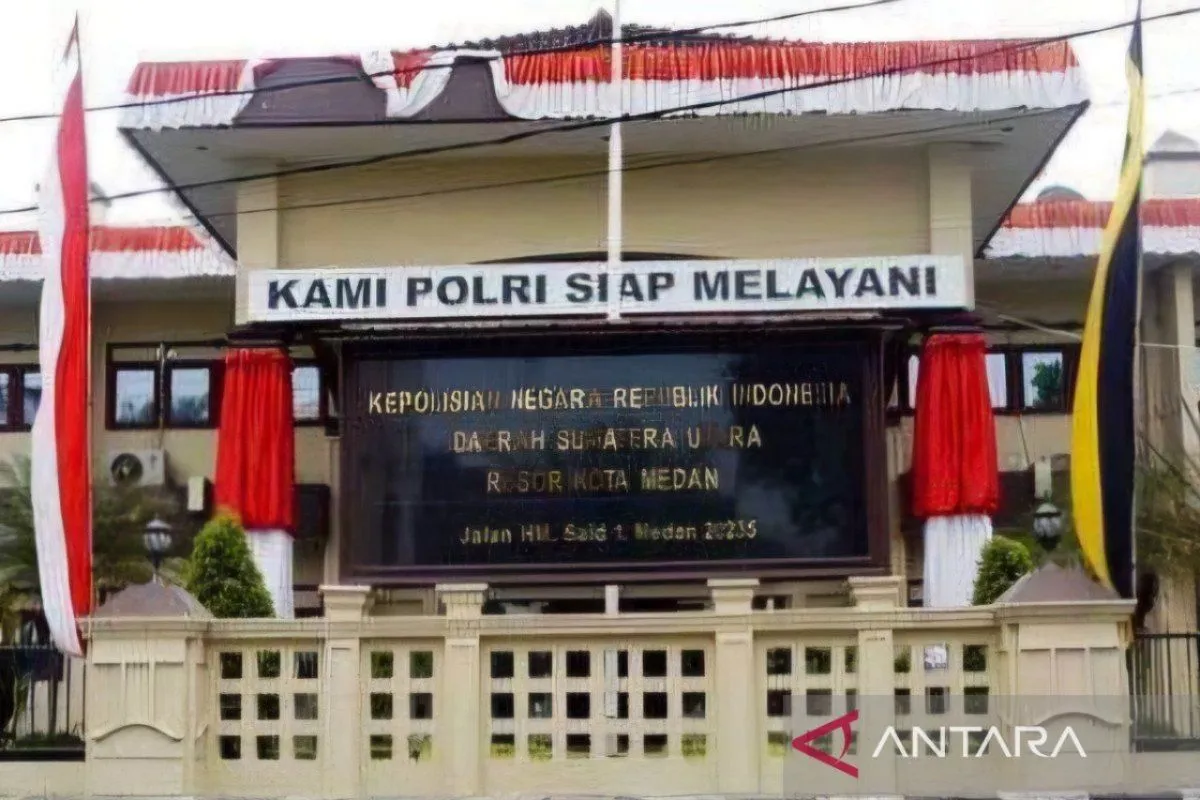 KAMI POLRI SIAP MELAYANI
KEPOLISIAN NEGARA REPUBLIK INDONESIA
DAERAH SUMATERA UTARA
RESOR KOTA MEDAN
Jalan HM. Said 1 Medan 20235
ANTARA